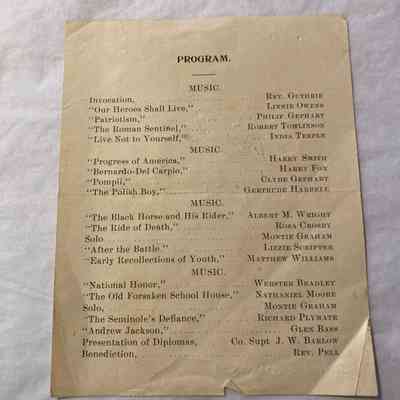 PROGRAM.
MUSIC.
Invocation, Rev. Guthrie
"Our Heroes Shall Live," Linnie Owens
"Patriotism," Philip Gephart
"The Roman Sentinel," Robert Tomlinson
"Live Not to Yourself," India Temple
MUSIC.
"Progress of America," Harry Smith
"Bernardo-Del Carpio," Harry Fox
"Pompii," Clyde Gephart
"The Polish Boy," Gertrude Harrell
MUSIC.
"The Black Horse and His Rider," Albert M. Wright
"The Ride of Death," Rosa Crosby
Solo Montie Graham
"After the Battle." Lizzie Scripter
"Early Recollections of Youth," Matthew Williams
MUSIC.
"National Honor," Webster Bradley
"The Old Forsaken School House," Nathaniel Moore
Solo, Montie Graham
"The Seminole's Defiance," Richard Plymate
"Andrew Jackson," Glen Bass
Presentation of Diplomas, Co. Supt J. W. Barlow
Benediction, Rev. Pell